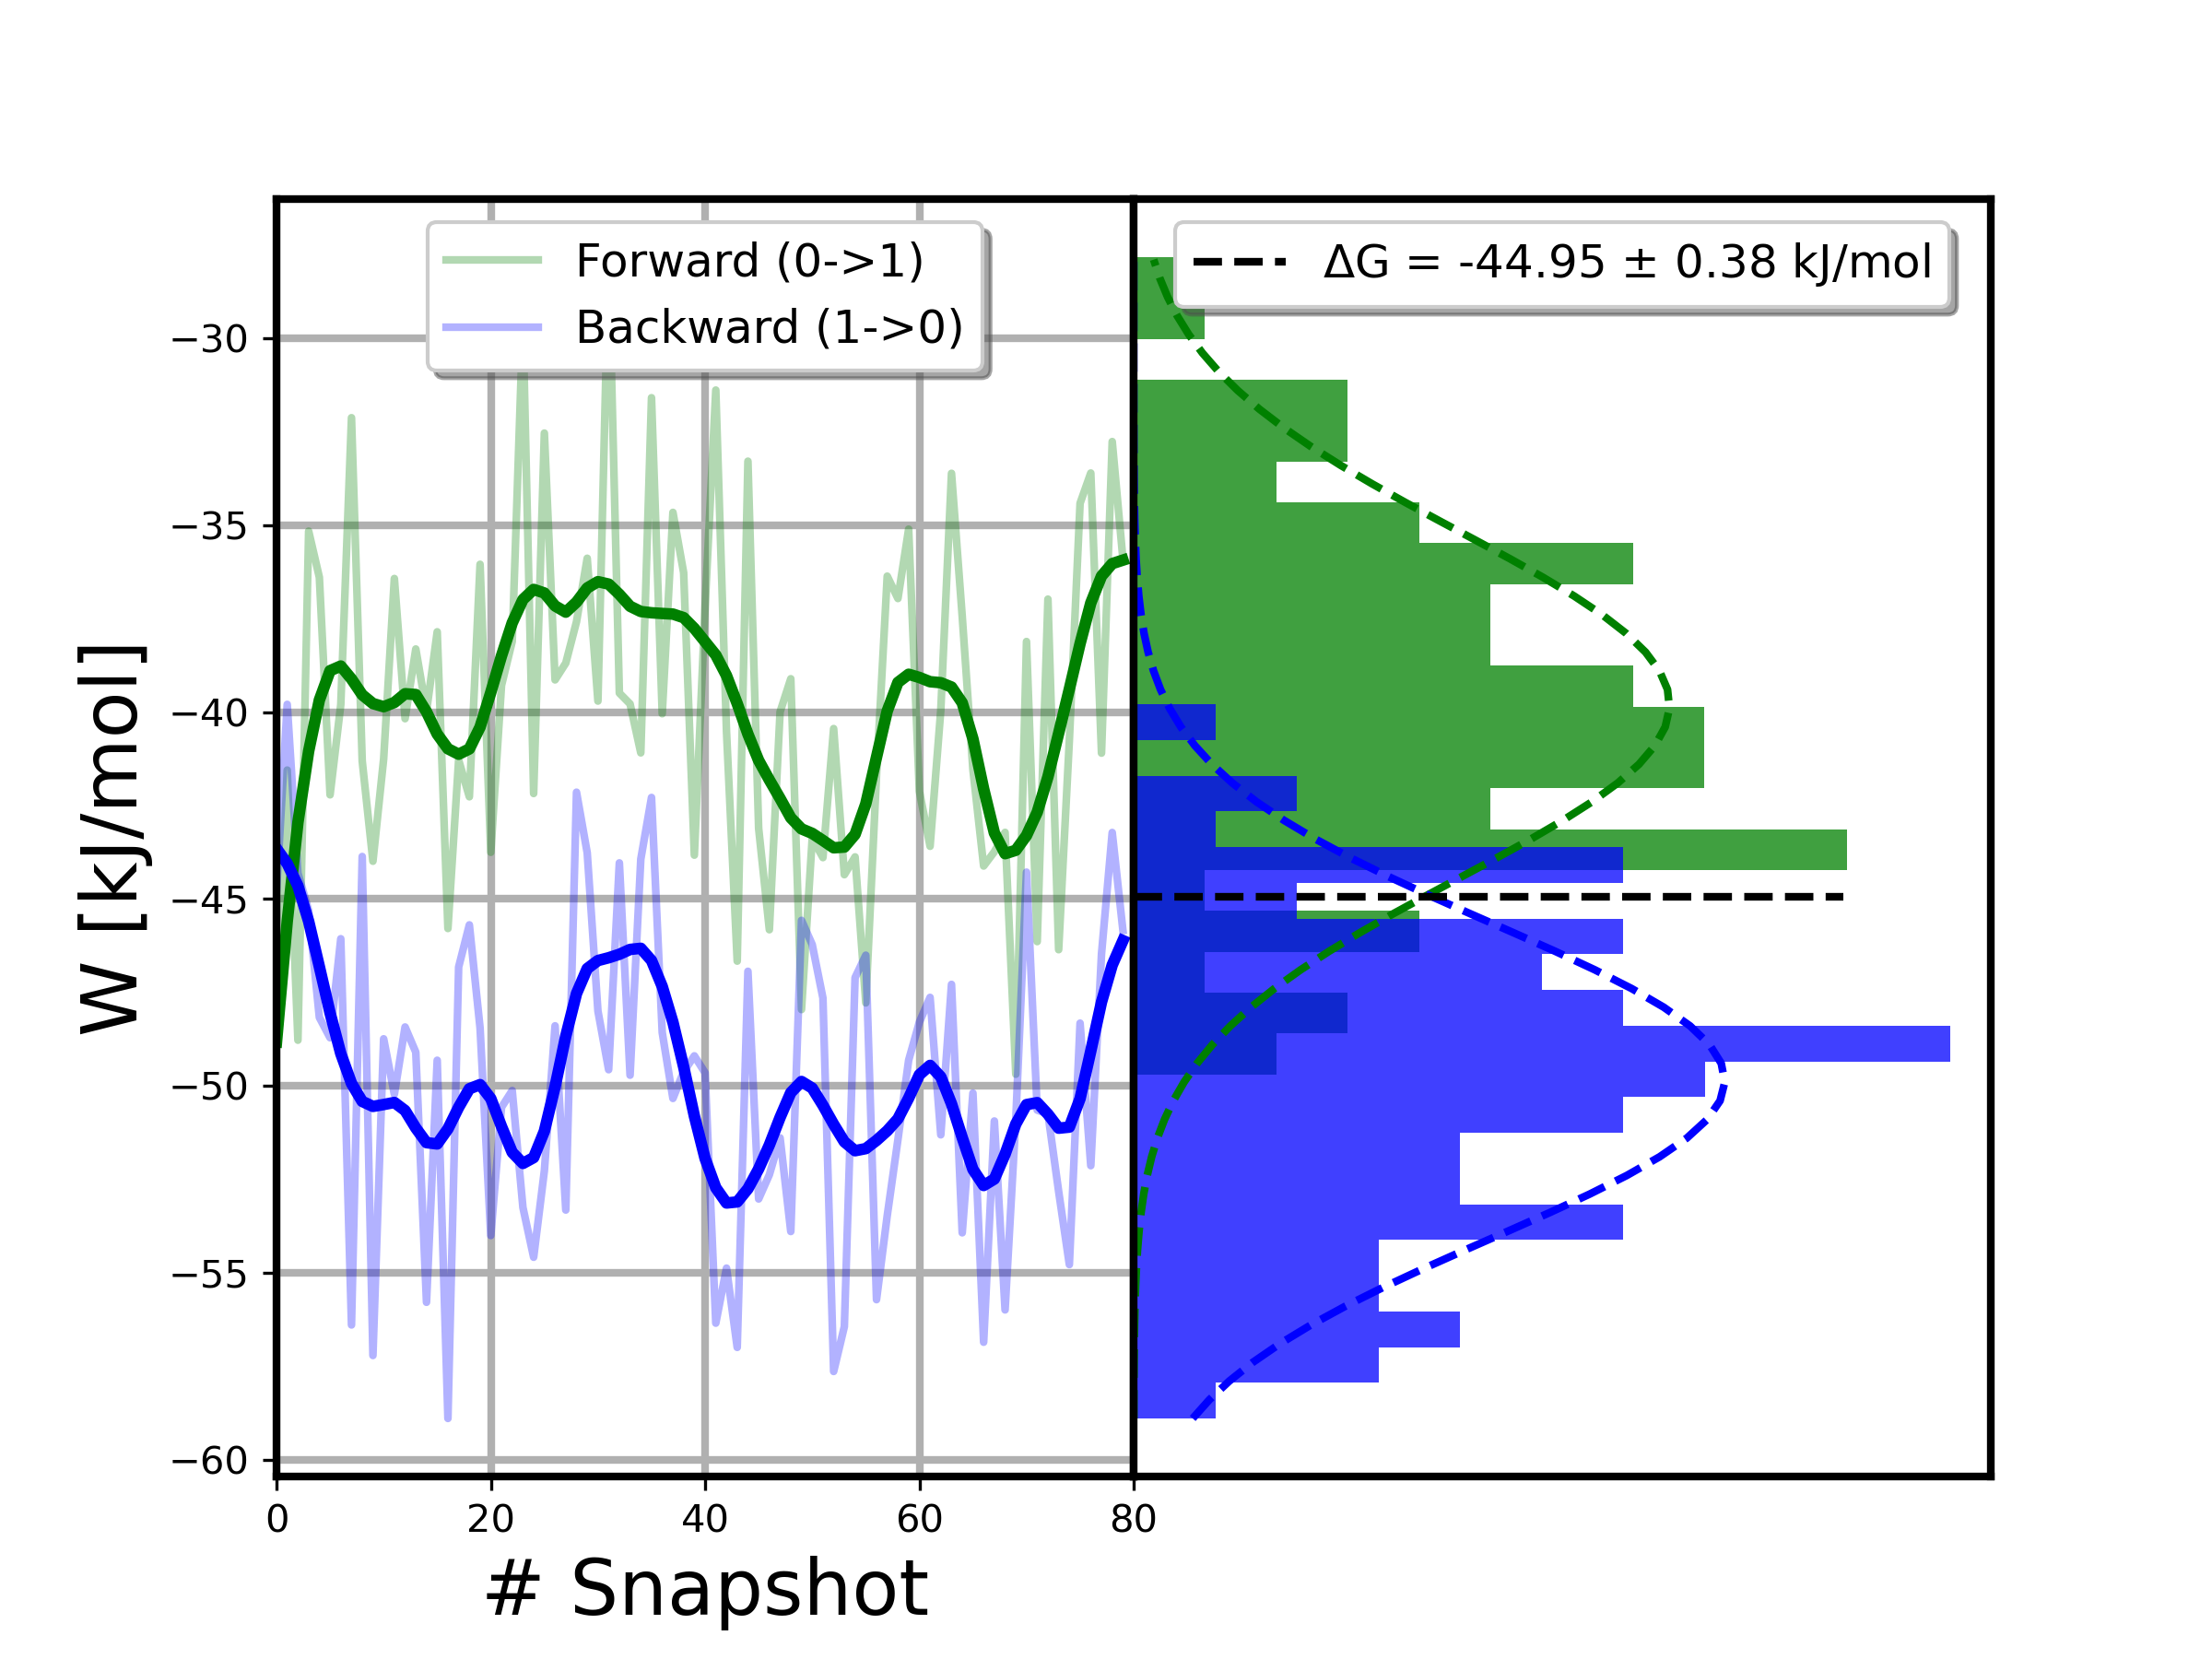 Forward (0->1)
Backward (1->0)
ΔG = -44.95 ± 0.38 kJ/mol
W [kJ/mol]
−30
−35
−40
−45
−50
−55
−60
0 20 40 60 80
# Snapshot